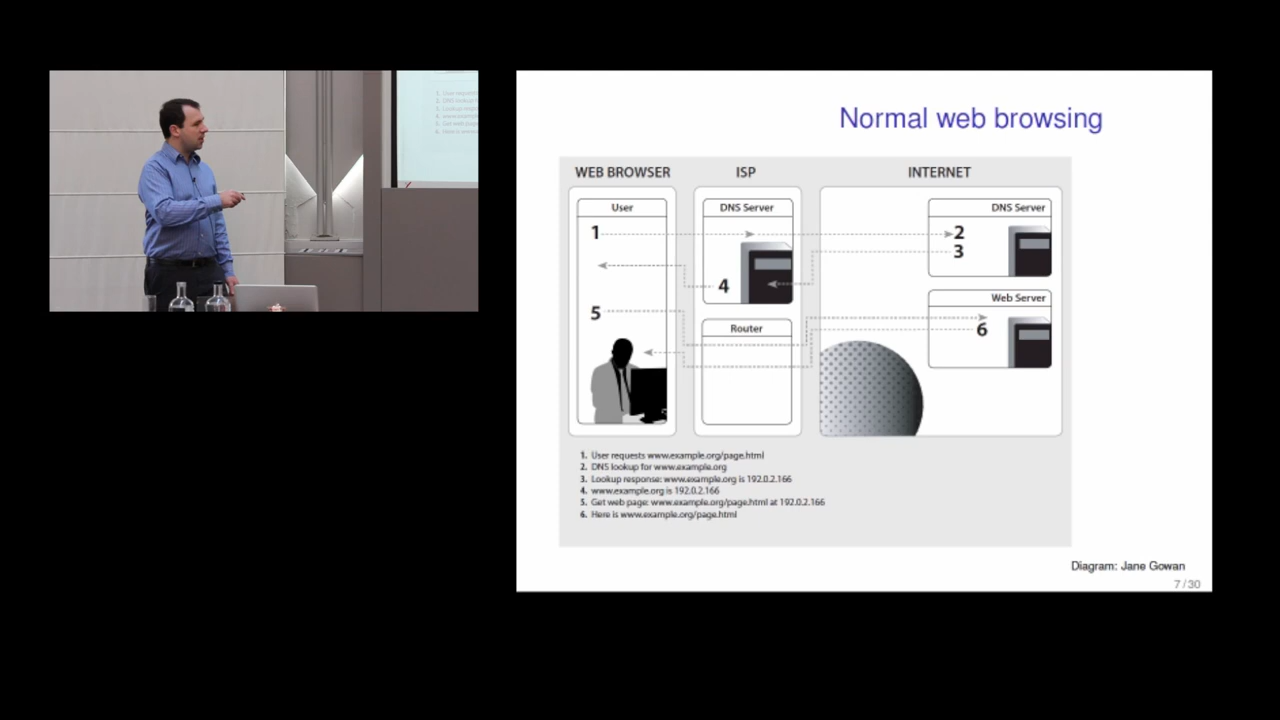 Normal web browsing
WEB BROWSER
ISP
INTERNET
User
DNS Server
DNS Server
1
2
3
4
Web Server
5
Router
6
1. User requests www.example.org/page.html
2. DNS lookup for www.example.org
3. Lookup response: www.example.org is 192.0.2.166
4. www.example.org is 192.0.2.166
5. Get web page: www.example.org/page.html at 192.0.2.166
6. Here is www.example.org/page.html
Diagram: Jane Gowan
7 / 30